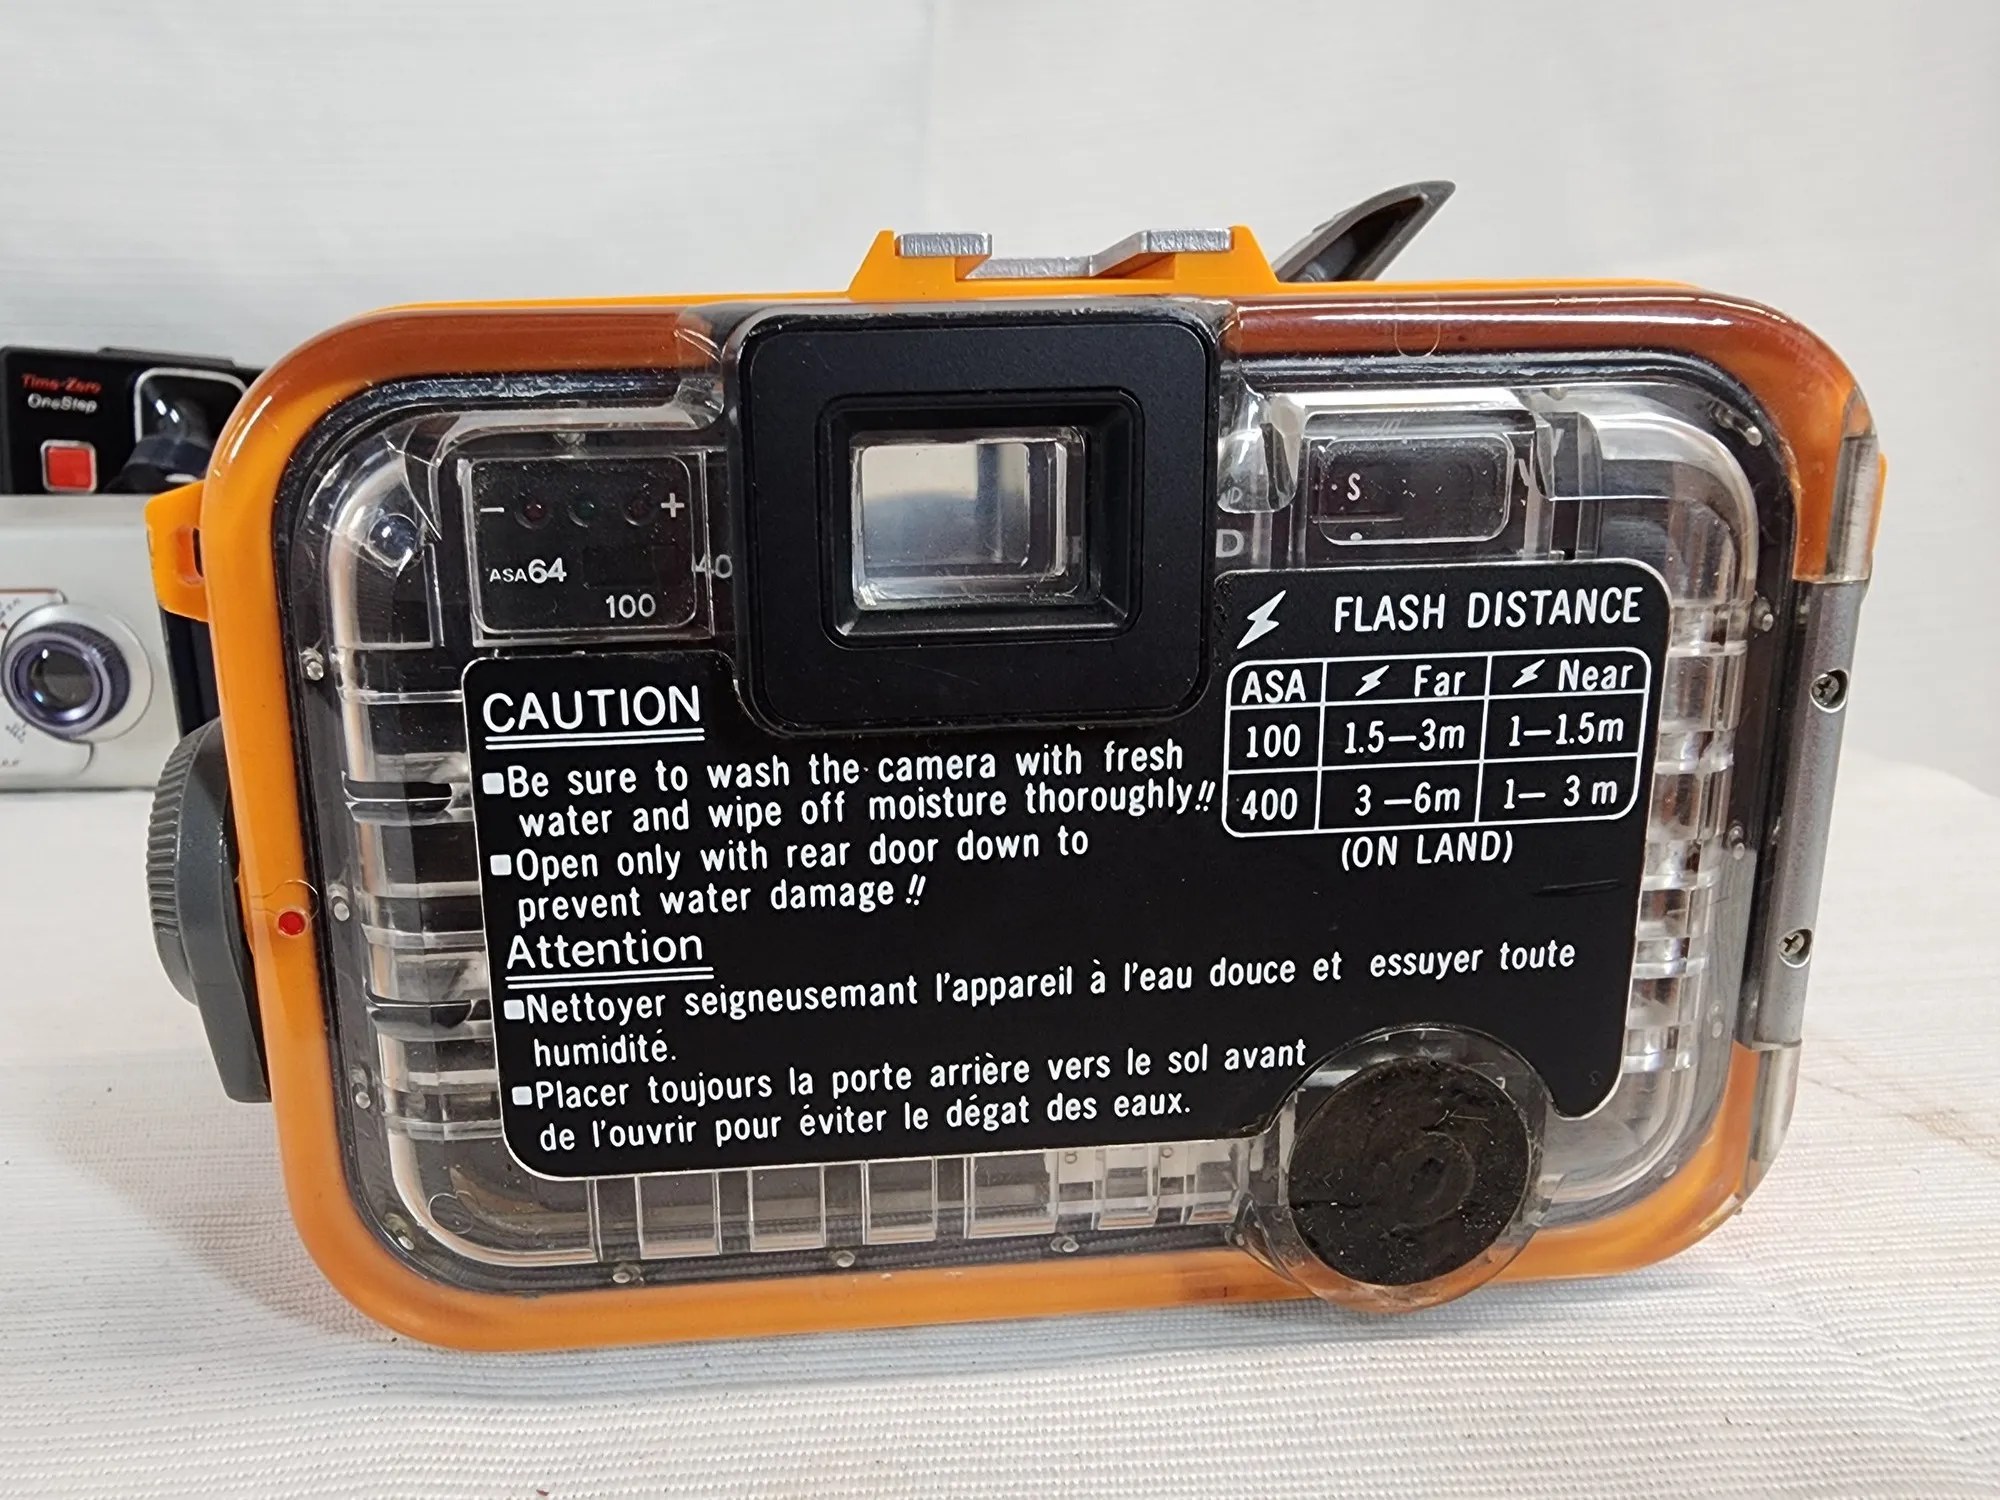 Time-Zero
OneStep
- +
ASA64
100
40
D
S
FLASH DISTANCE
ASA Far Near
100 1.5—3m 1—1.5m
400 3 —6m 1— 3 m
(ON LAND)
CAUTION
Be sure to wash the camera with fresh
water and wipe off moisture thoroughly!!
Open only with rear door down to
prevent water damage!!
Attention
Nettoyer seigneusemant l'appareil à l'eau douce et essuyer toute
humidité.
Placer toujours la porte arrière vers le sol avant
de l'ouvrir pour éviter le dégat des eaux.